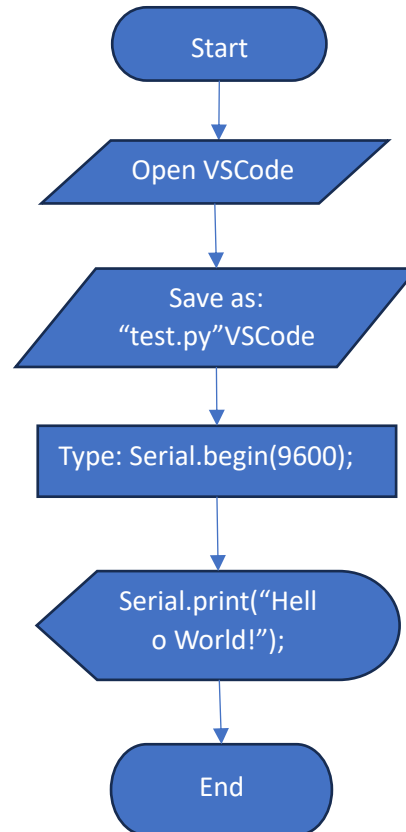 Start
Open VSCode
Save as:
“test.py”VSCode
Type: Serial.begin(9600);
Serial.print(“Hell
o World!”);
End